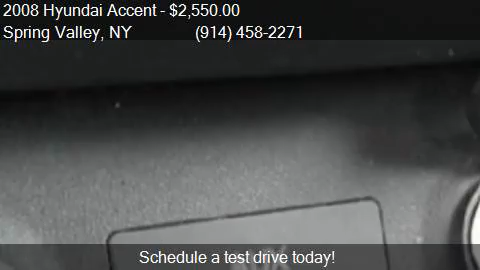 2008 Hyundai Accent - $2,550.00
Spring Valley, NY (914) 458-2271
Schedule a test drive today!